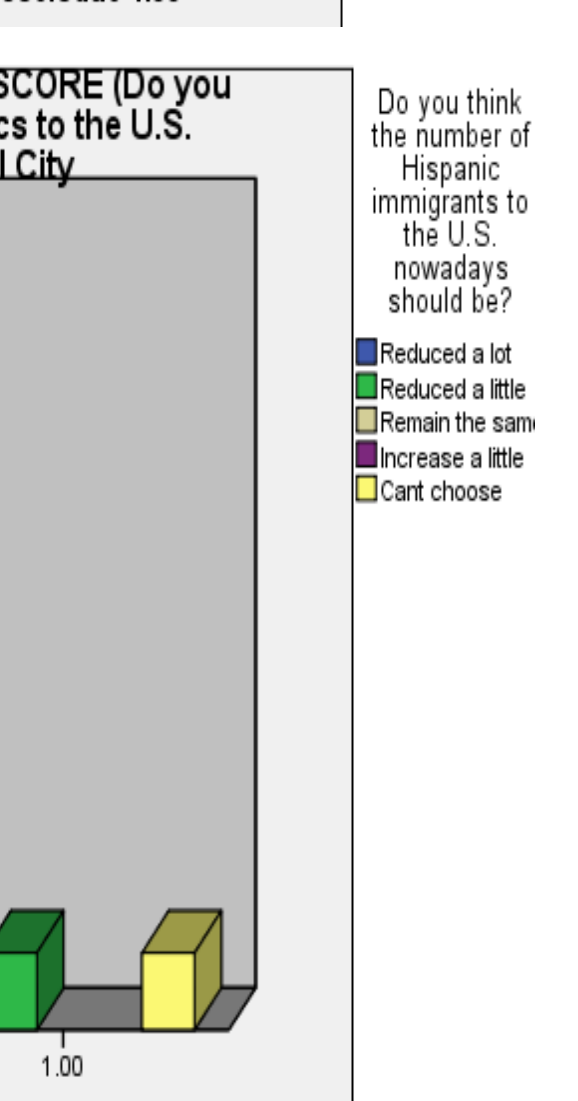 SCORE (Do you
cs to the U.S.
l City
Do you think
the number of
Hispanic
immigrants to
the U.S.
nowadays
should be?
Reduced a lot
Reduced a little
Remain the sam
Increase a little
Cant choose
1.00